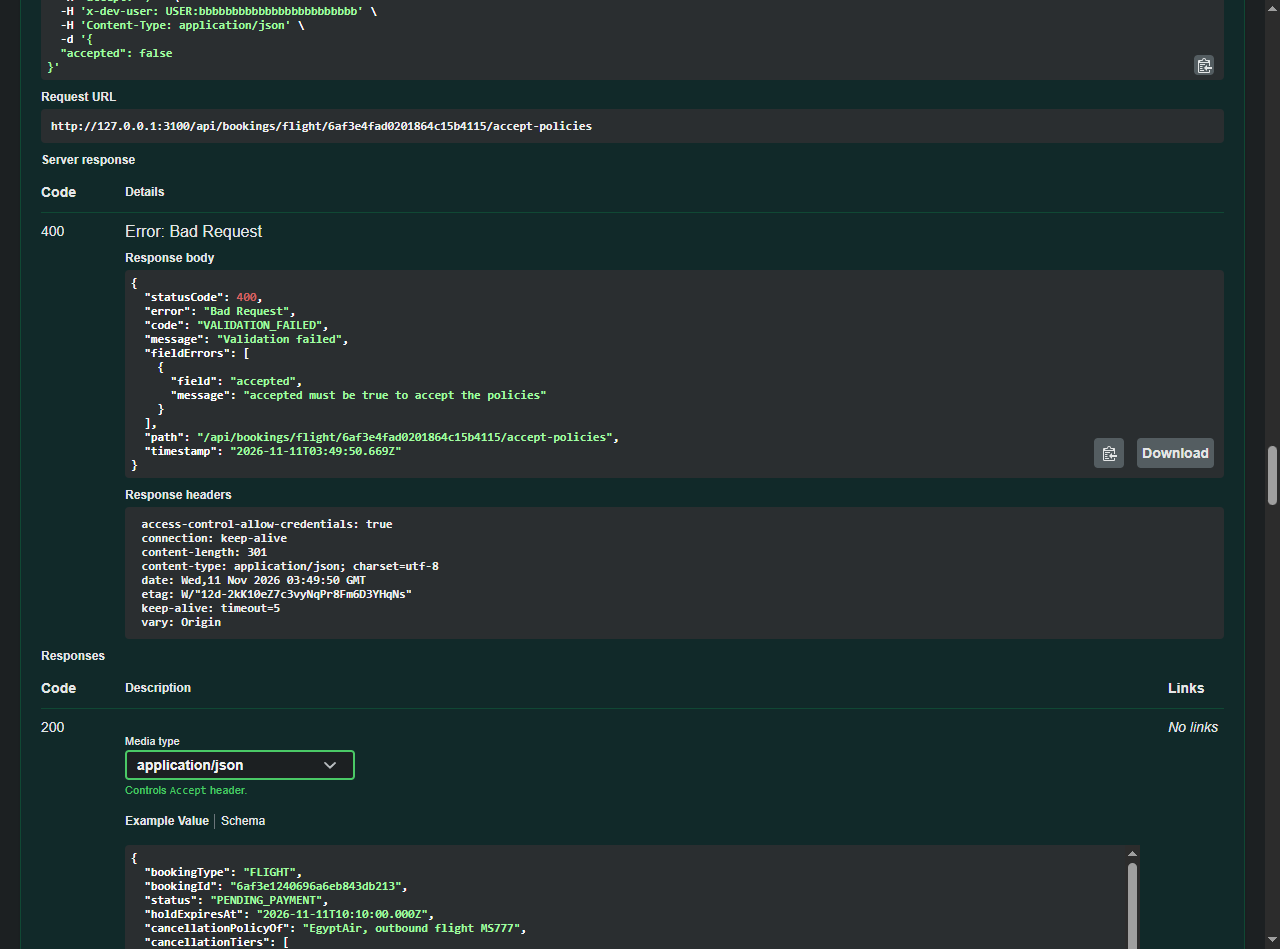 -H 'x-dev-user: USER:bbbbbbbbbbbbbbbbbbbbbbbb' \
-H 'Content-Type: application/json' \
-d '{
"accepted": false
}'
Request URL
http://127.0.0.1:3100/api/bookings/flight/6af3e4fad0201864c15b4115/accept-policies
Server response
Code Details
400 Error: Bad Request
Response body
{
"statusCode": 400,
"error": "Bad Request",
"code": "VALIDATION_FAILED",
"message": "Validation failed",
"fieldErrors": [
{
"field": "accepted",
"message": "accepted must be true to accept the policies"
}
],
"path": "/api/bookings/flight/6af3e4fad0201864c15b4115/accept-policies",
"timestamp": "2026-11-11T03:49:50.669Z"
}
Download
Response headers
access-control-allow-credentials: true
connection: keep-alive
content-length: 301
content-type: application/json; charset=utf-8
date: Wed,11 Nov 2026 03:49:50 GMT
etag: W/"12d-2kK10eZ7c3vyNqPr8Fm6D3YHqNs"
keep-alive: timeout=5
vary: Origin
Responses
Code Description Links
200 No links
Media type
application/json
Controls Accept header.
Example Value Schema
{
"bookingType": "FLIGHT",
"bookingId": "6af3e1240696a6eb843db213",
"status": "PENDING_PAYMENT",
"holdExpiresAt": "2026-11-11T10:10:00.000Z",
"cancellationPolicyOf": "EgyptAir, outbound flight MS777",
"cancellationTiers": [